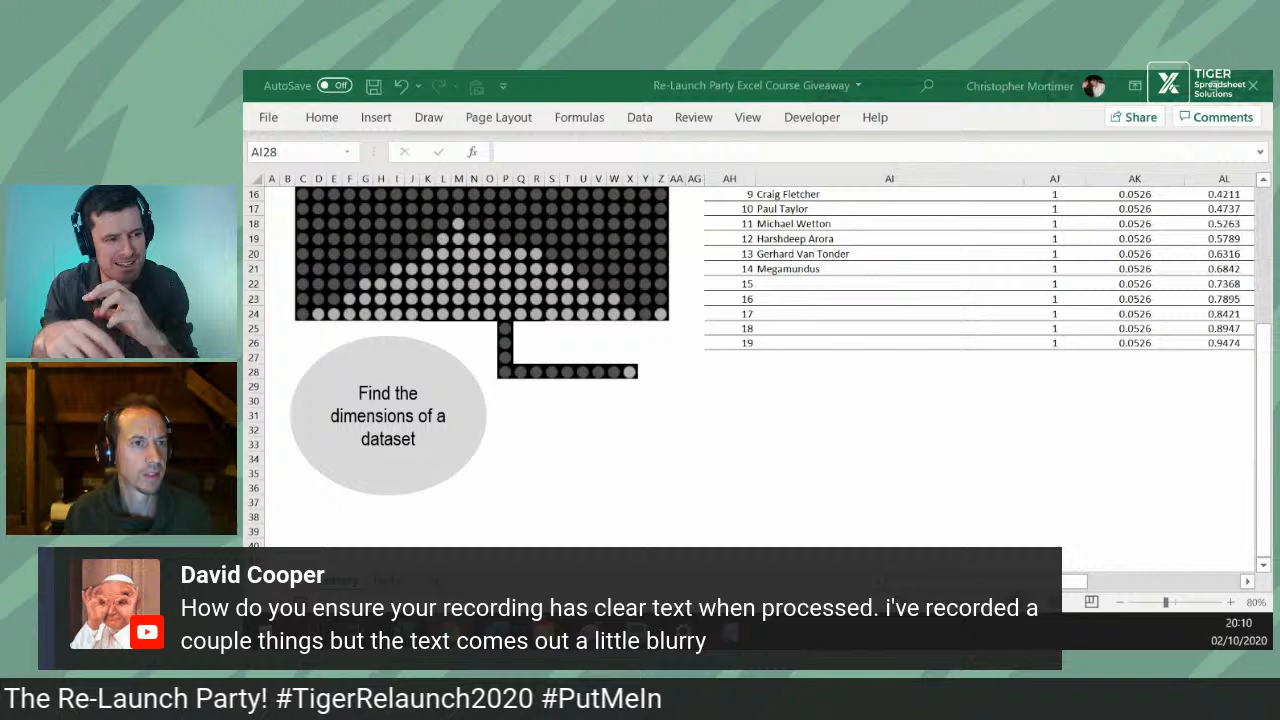 AutoSave Off
Re-Launch Party Excel Course Giveaway
Christopher Mortimer
TIGER
Spreadsheet
Solutions
File Home Insert Draw Page Layout Formulas Data Review View Developer Help
Share Comments
AI28
fx
A B C D E F G H I J K L M N O P Q R S T U V W X Y Z AA AG AH AI AJ AK AL
16 9 Craig Fletcher 1 0.0526 0.4211
17 10 Paul Taylor 1 0.0526 0.4737
18 11 Michael Wetton 1 0.0526 0.5263
19 12 Harshdeep Arora 1 0.0526 0.5789
20 13 Gerhard Van Tonder 1 0.0526 0.6316
21 14 Megamundus 1 0.0526 0.6842
22 15 1 0.0526 0.7368
23 16 1 0.0526 0.7895
24 17 1 0.0526 0.8421
25 18 1 0.0526 0.8947
26 19 1 0.0526 0.9474
27
28
29
30
31
32
33
34
35
36
37
38
39
40
Find the
dimensions of a
dataset
David Cooper
How do you ensure your recording has clear text when processed. i've recorded a
couple things but the text comes out a little blurry
80%
20:10
02/10/2020
The Re-Launch Party! #TigerRelaunch2020 #PutMeIn